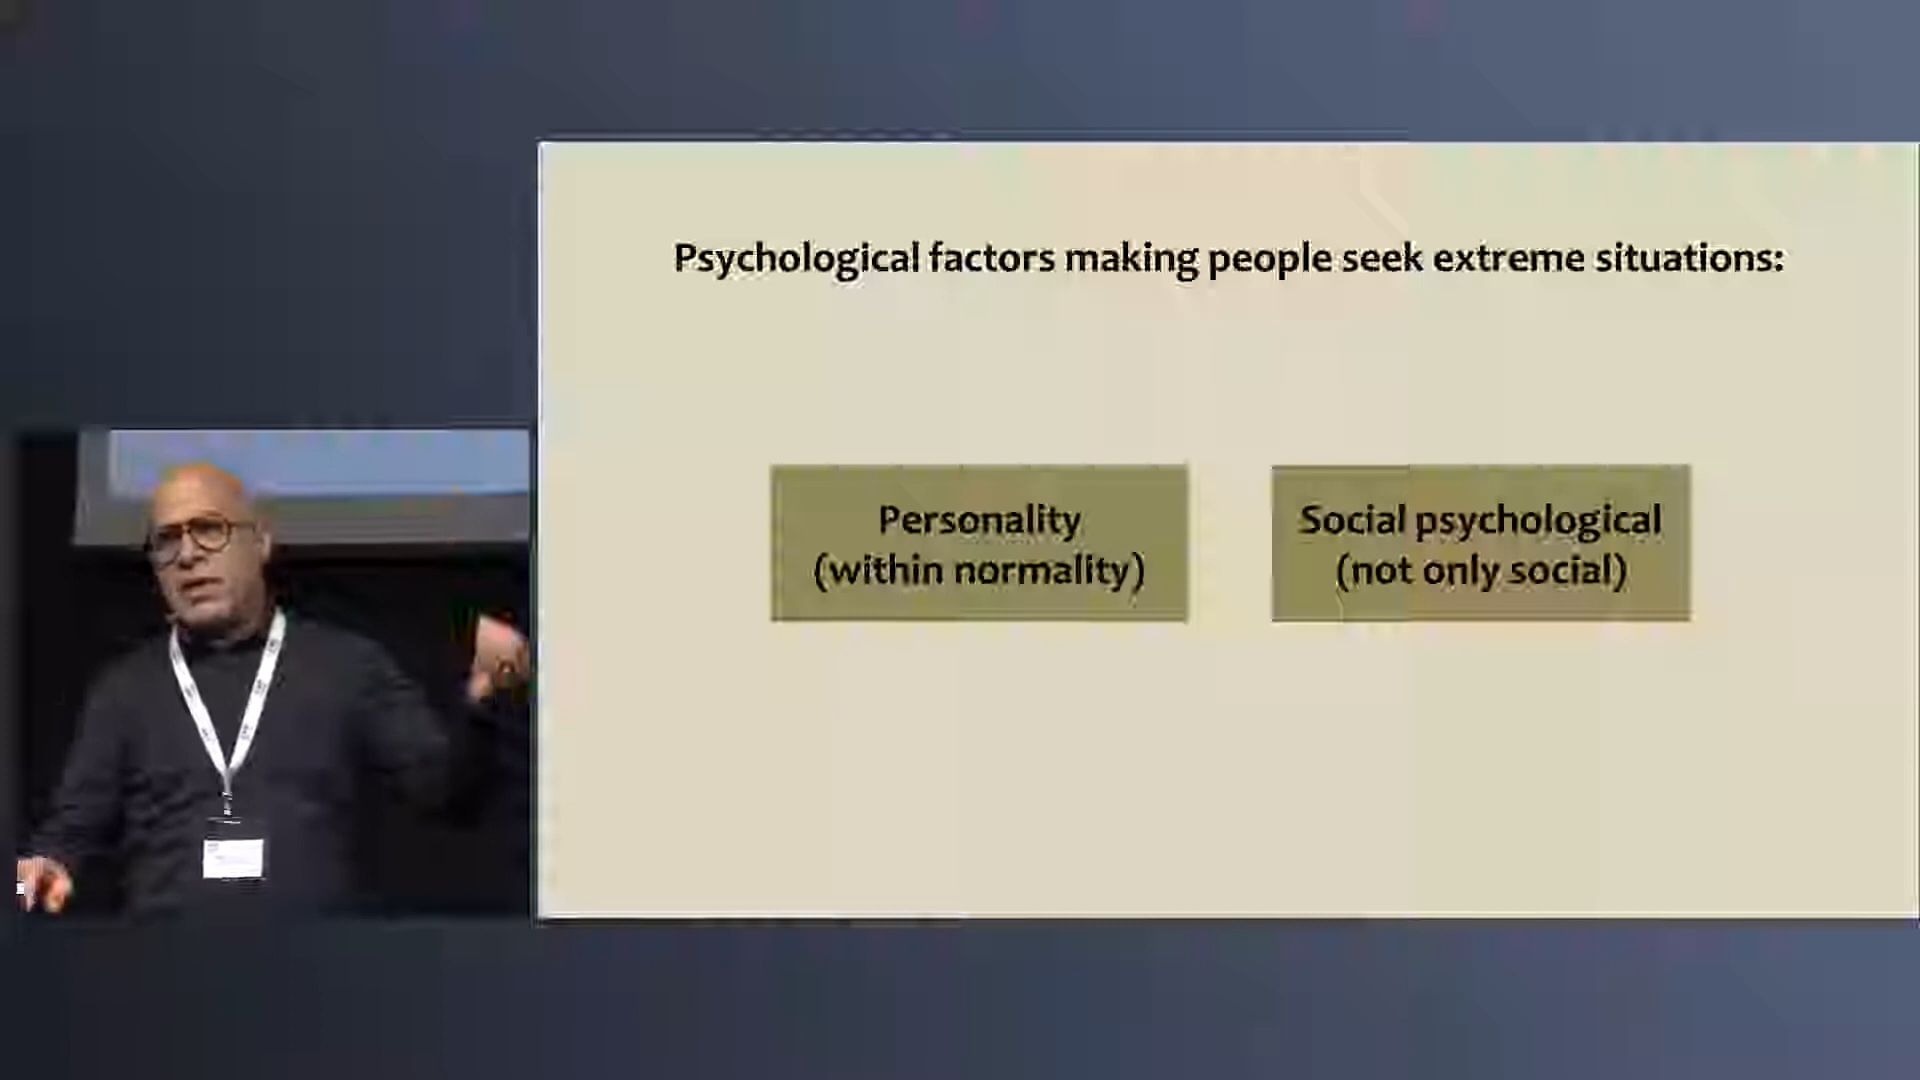 Psychological factors making people seek extreme situations:
Personality
(within normality)
Social psychological
(not only social)